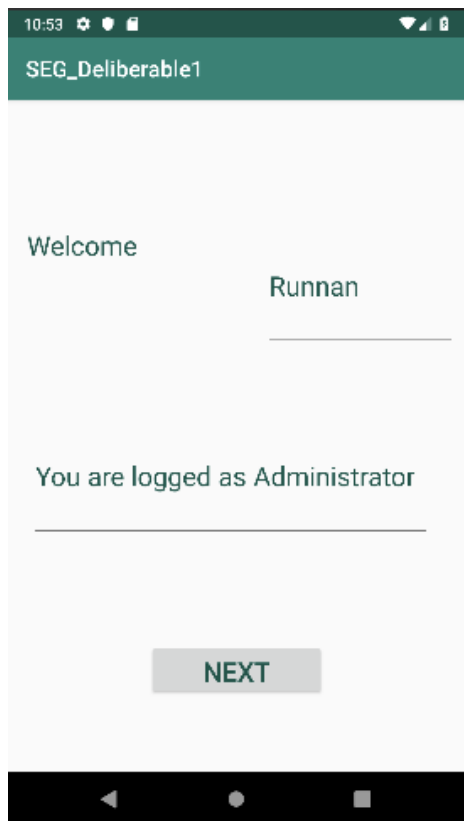 10:53
SEG_Deliberable1
Welcome
Runnan
You are logged as Administrator
NEXT